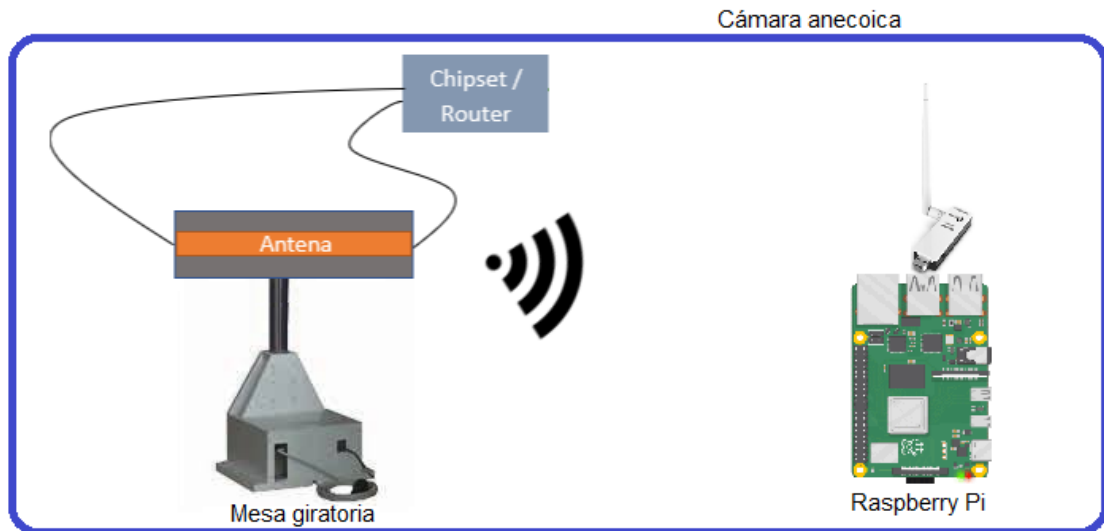 Cámara anecoica
Chipset /
Router
Antena
Mesa giratoria
Raspberry Pi